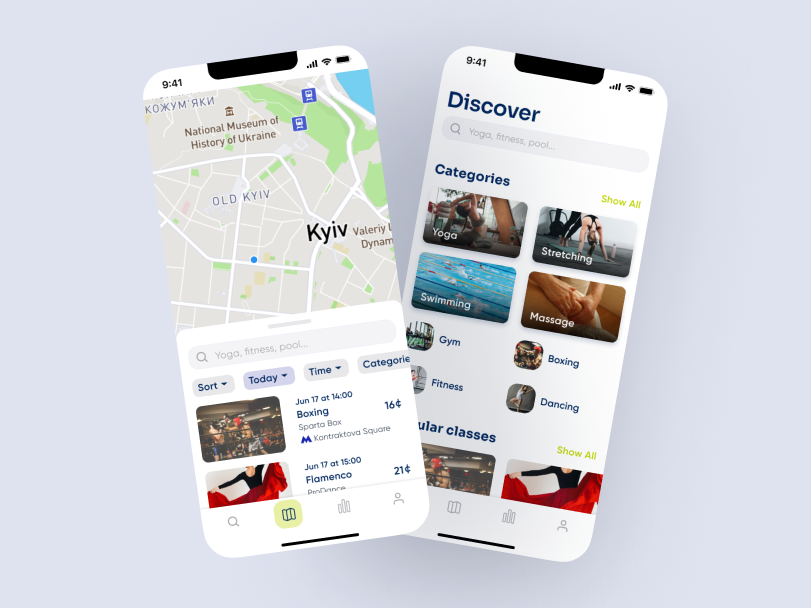 9:41
КОЖУМ'ЯКИ
National Museum of
History of Ukraine
OLD KYIV
Kyiv
Valeriy L
Dynam
Yoga, fitness, pool...
Sort
Today
Time
Categorie
Jun 17 at 14:00
Boxing
16¢
Sparta Box
Kontraktova Square
Jun 17 at 15:00
Flamenco
21¢
ProDance
9:41
Discover
Yoga, fitness, pool...
Categories
Show All
Yoga
Stretching
Swimming
Massage
Gym
Boxing
Fitness
Dancing
ular classes
Show All